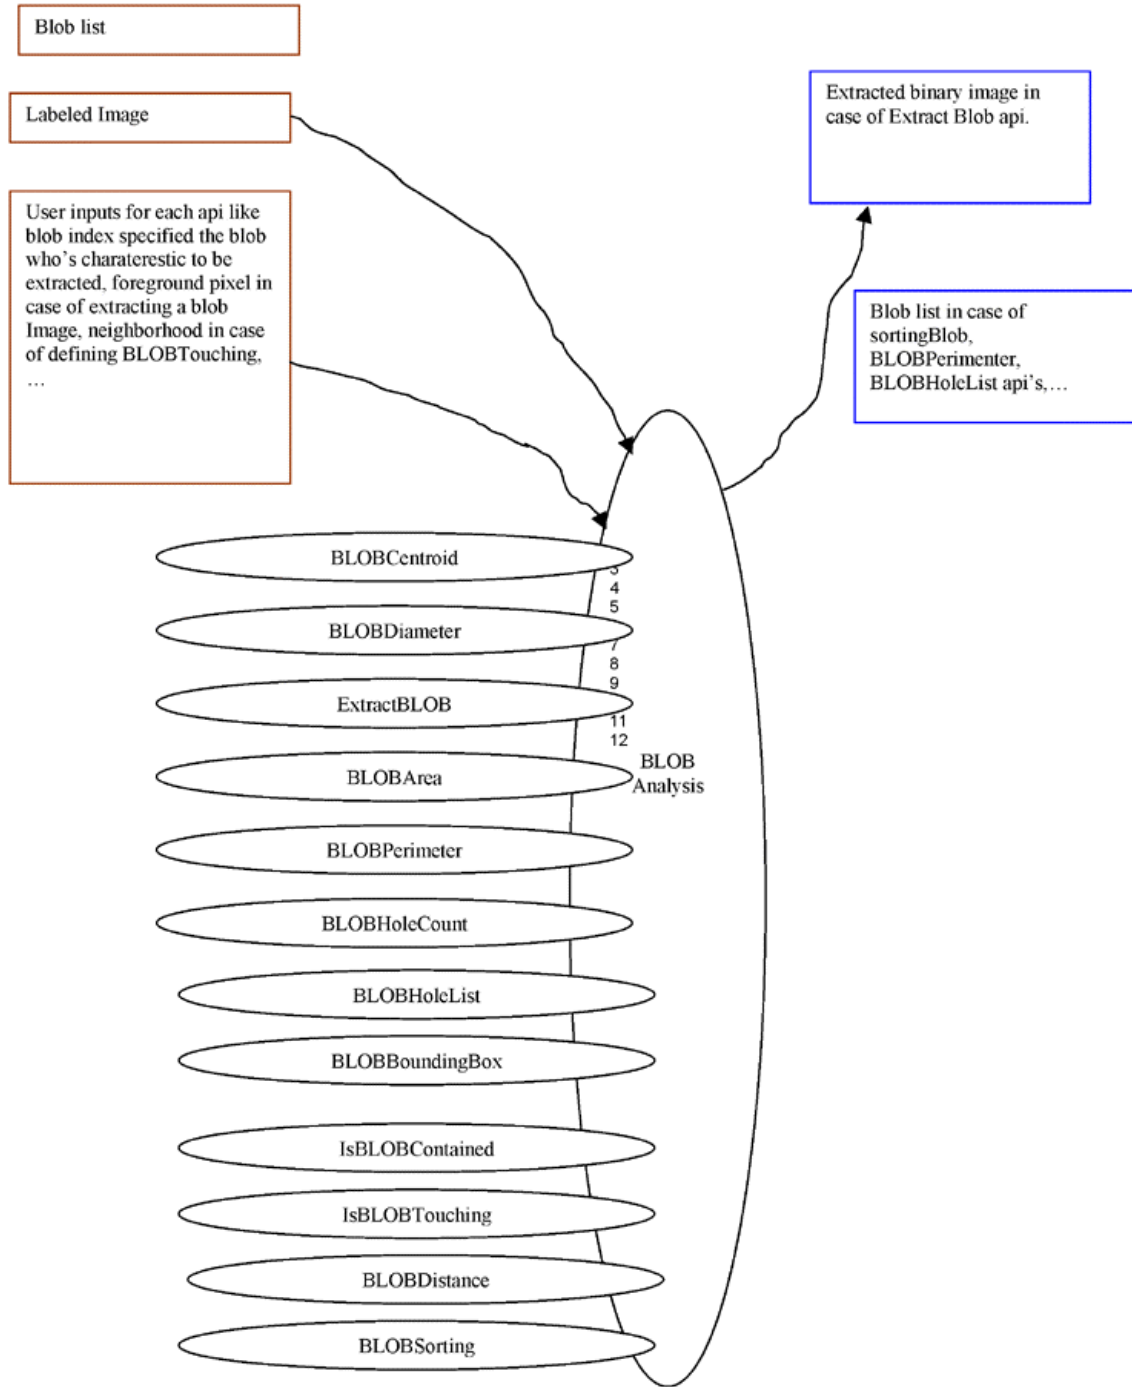 Blob list
Labeled Image
User inputs for each api like
blob index specified the blob
who's charaterestic to be
extracted, foreground pixel in
case of extracting a blob
Image, neighborhood in case
of defining BLOBTouching,
…
Extracted binary image in
case of Extract Blob api.
Blob list in case of
sortingBlob,
BLOBPerimenter,
BLOBHoleList api's,…
BLOBCentroid
3
4
5
BLOBDiameter
7
8
9
ExtractBLOB
11
12
BLOB
Analysis
BLOBArea
BLOBPerimeter
BLOBHoleCount
BLOBHoleList
BLOBBoundingBox
IsBLOBContained
IsBLOBTouching
BLOBDistance
BLOBSorting